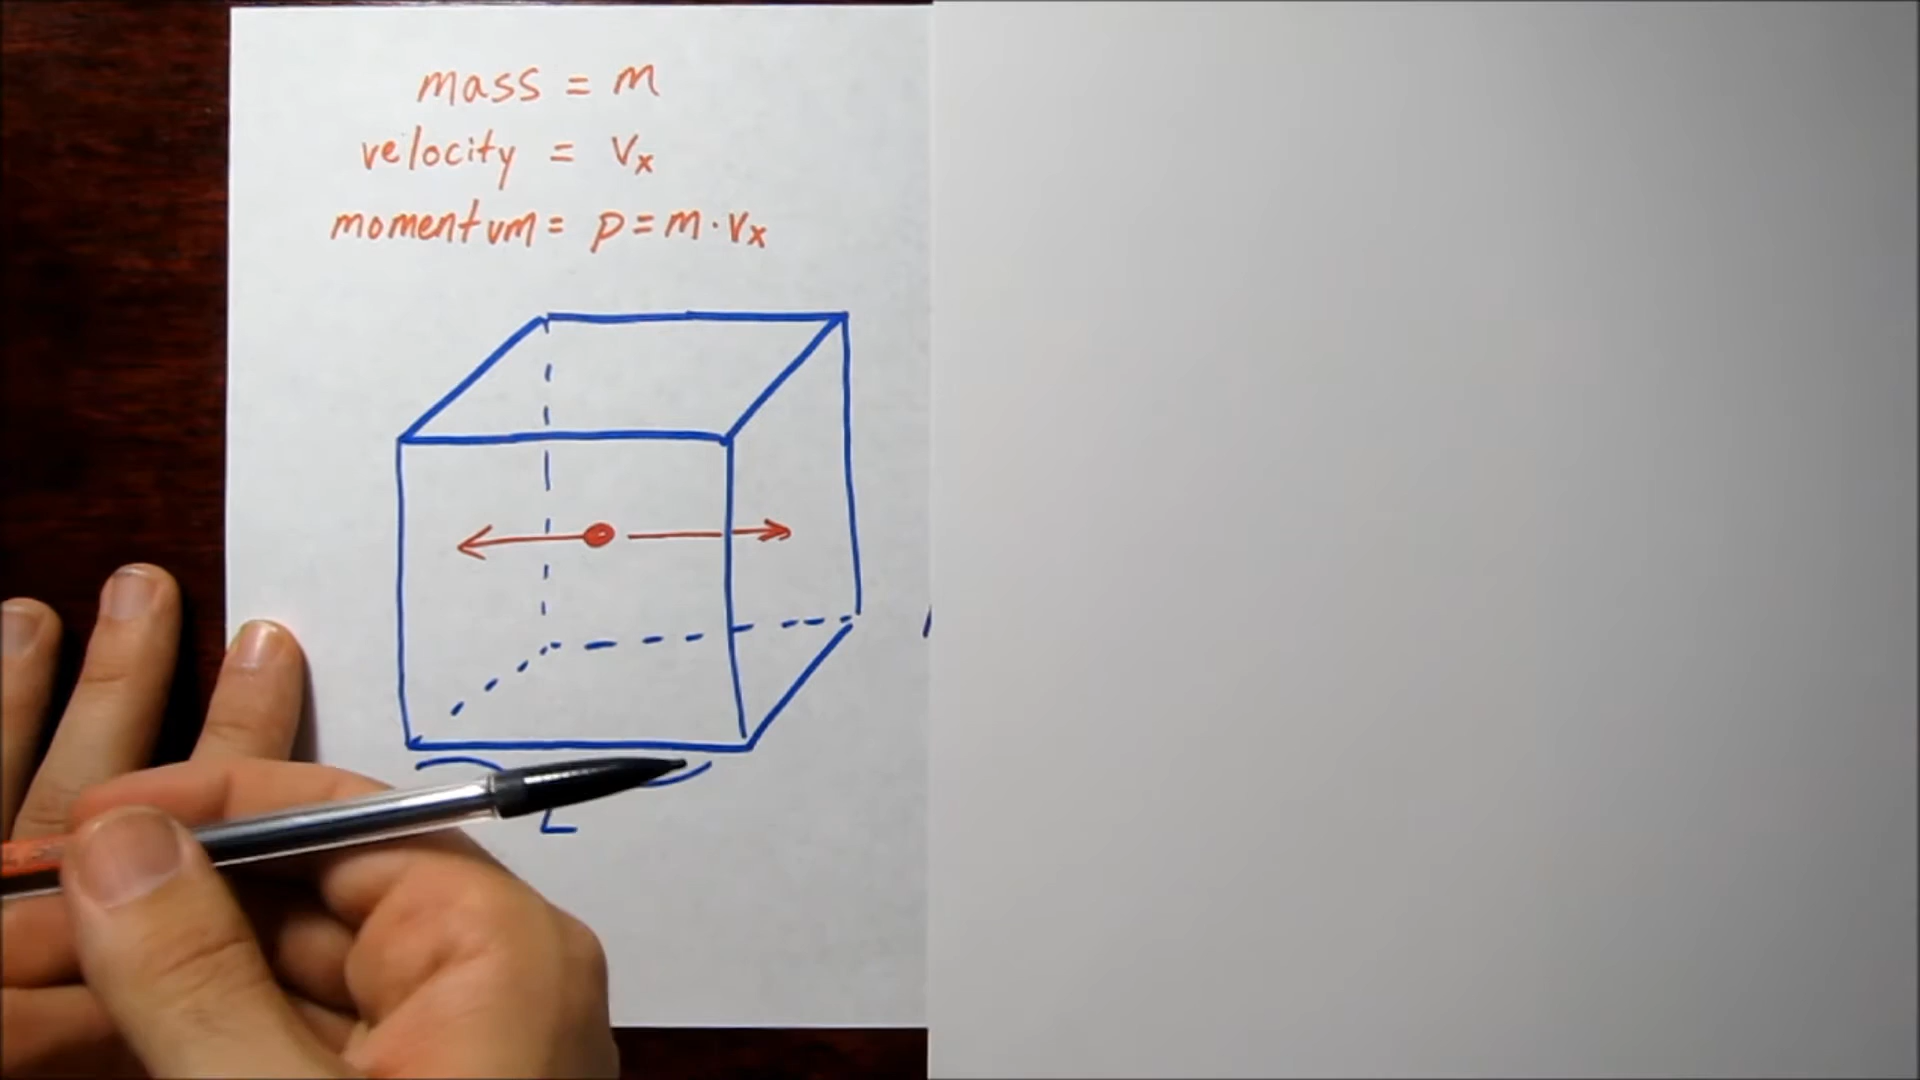 mass = m
velocity = Vx
momentum = p = m · Vx
L